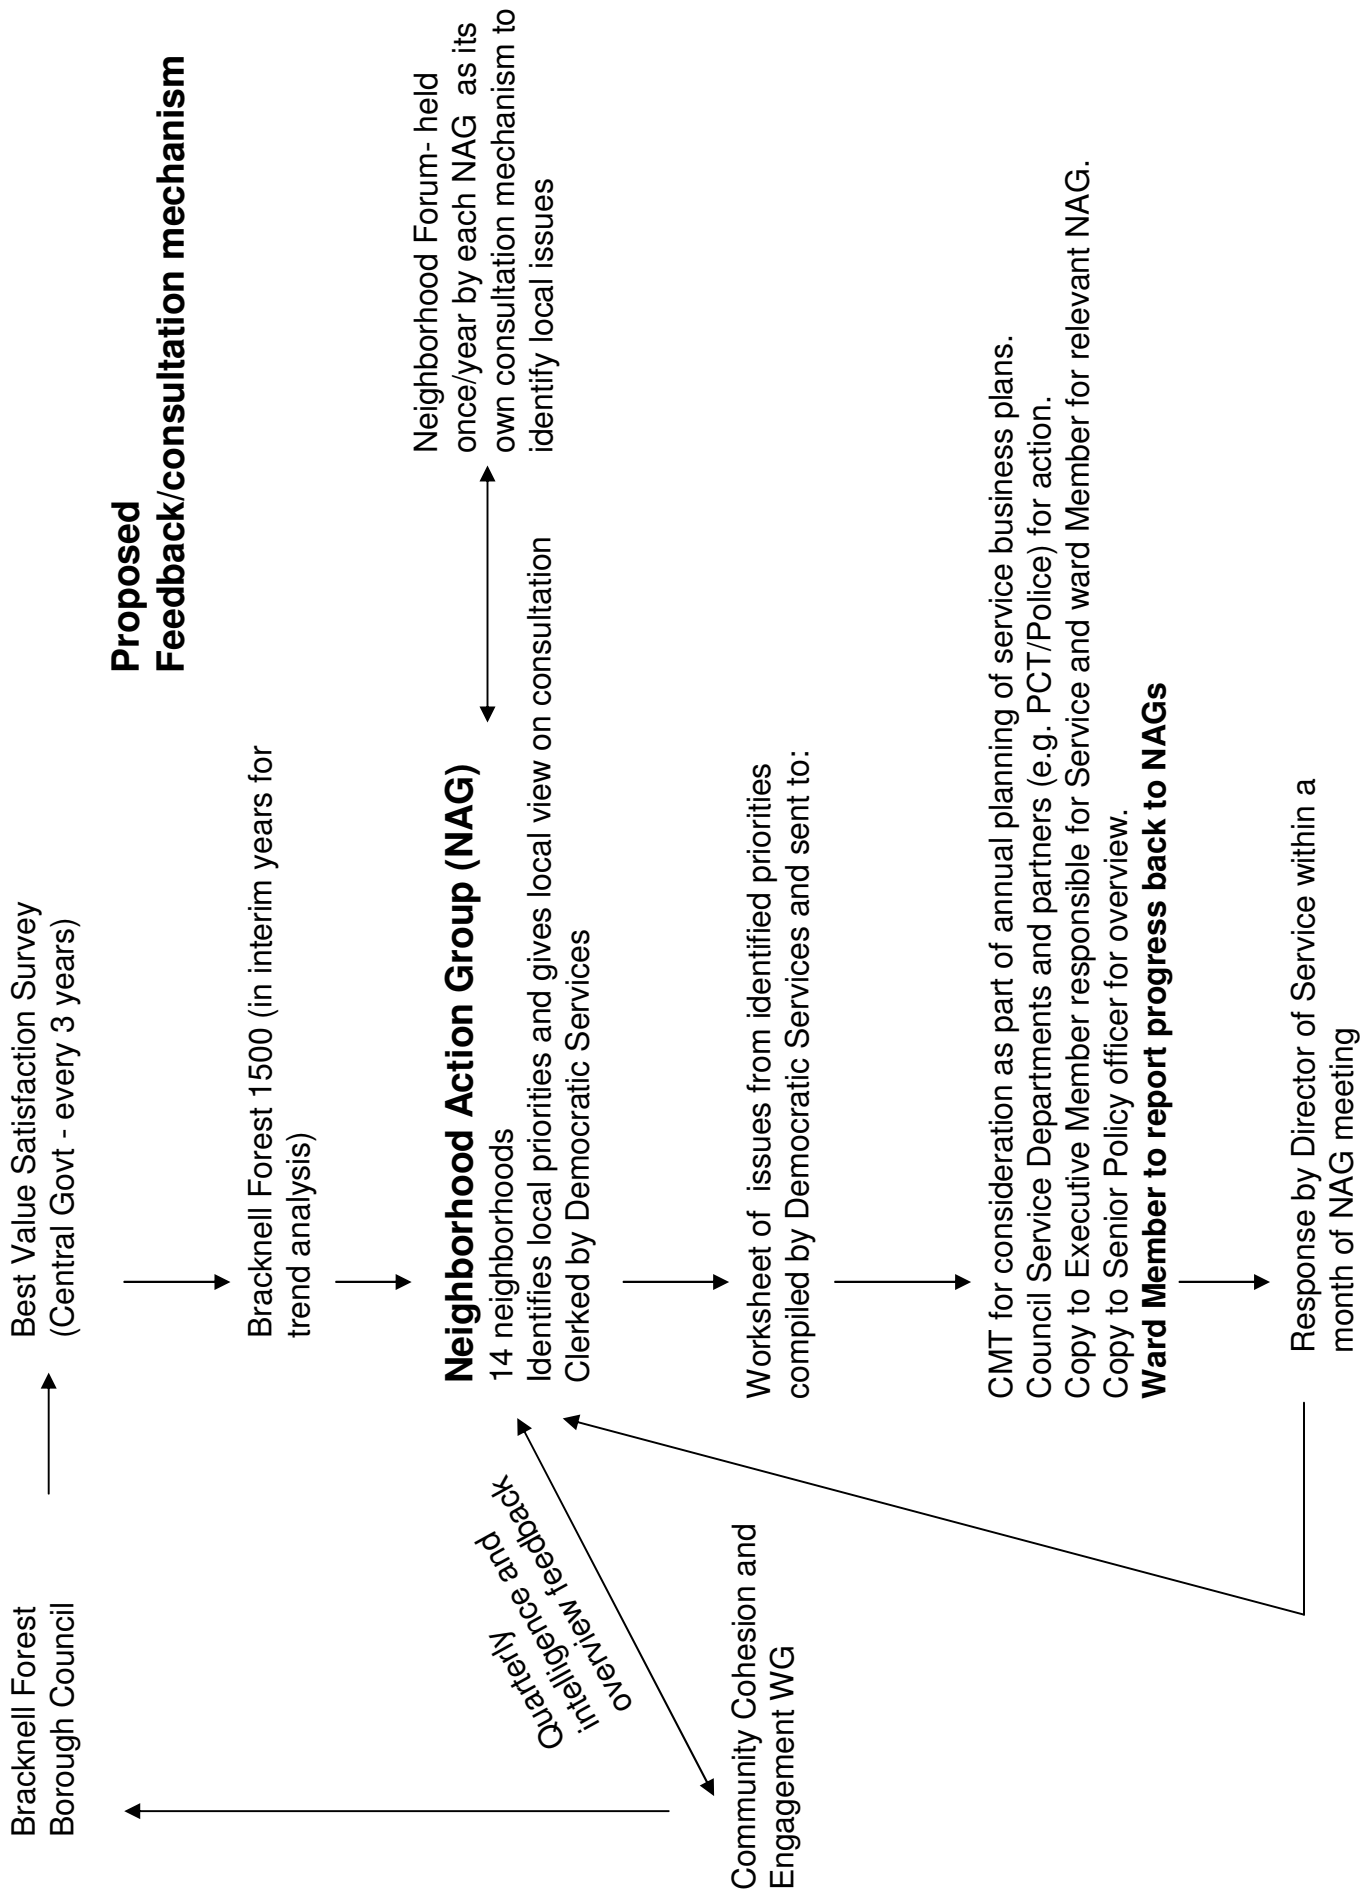 Proposed
Feedback/consultation mechanism
Bracknell Forest
Borough Council
Best Value Satisfaction Survey
(Central Govt - every 3 years)
Bracknell Forest 1500 (in interim years for
trend analysis)
Neighborhood Action Group (NAG)
14 neighborhoods
Identifies local priorities and gives local view on consultation
Clerked by Democratic Services
Neighborhood Forum- held
once/year by each NAG as its
own consultation mechanism to
identify local issues
Quarterly
intelligence and
overview feedback
Community Cohesion and
Engagement WG
Worksheet of issues from identified priorities
compiled by Democratic Services and sent to:
CMT for consideration as part of annual planning of service business plans.
Council Service Departments and partners (e.g. PCT/Police) for action.
Copy to Executive Member responsible for Service and ward Member for relevant NAG.
Copy to Senior Policy officer for overview.
Ward Member to report progress back to NAGs
Response by Director of Service within a
month of NAG meeting